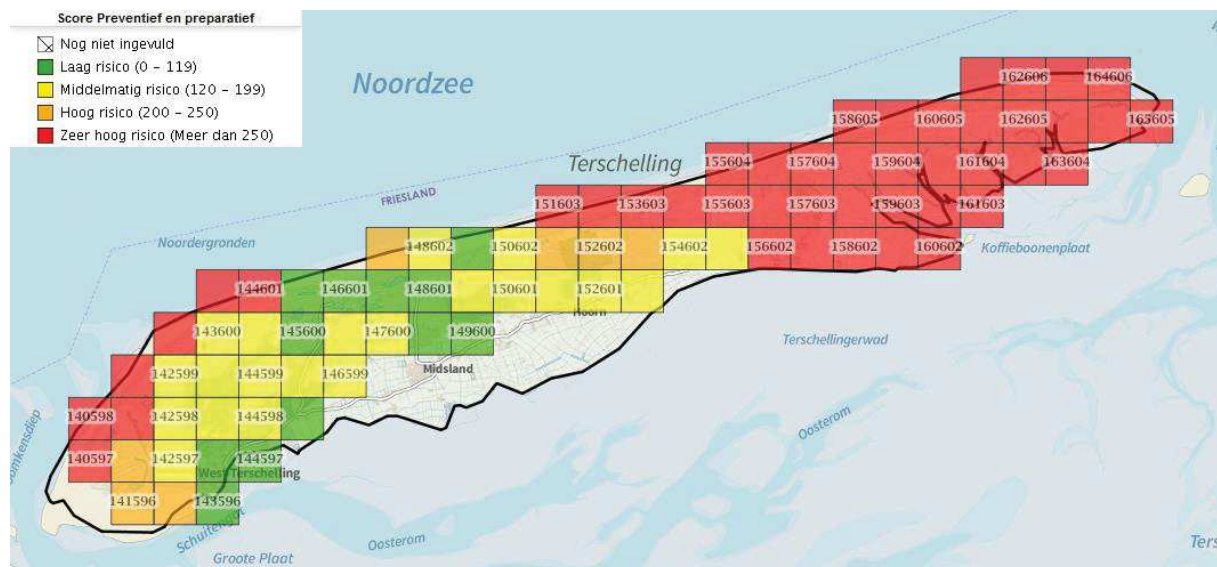 Score Preventief en preparatief
Nog niet ingevuld
Laag risico (0 - 119)
Middelmatig risico (120 - 199)
Hoog risico (200 - 250)
Zeer hoog risico (Meer dan 250)
Noordzee
162606 164606
158605 160605 162605 165605
Terschelling
155604 157604 159604 161604 163604
FRIESLAND
151603 153603 155603 157603 159603 161603
Noordergronden
148602 150602 152602 154602 156602 158602 160602
Koffieboonenplaat
144601 146601 148601 150601 152601
Hoorn
143600 145600 147600 149600
Terschellingerwad
142599 144599 146599
Midsland
140598 142598 144598
Oosterom
140597 142597 144597
West Terschelling
141596 143596
Schuitengat
Oosterom
Groote Plaat
Ters